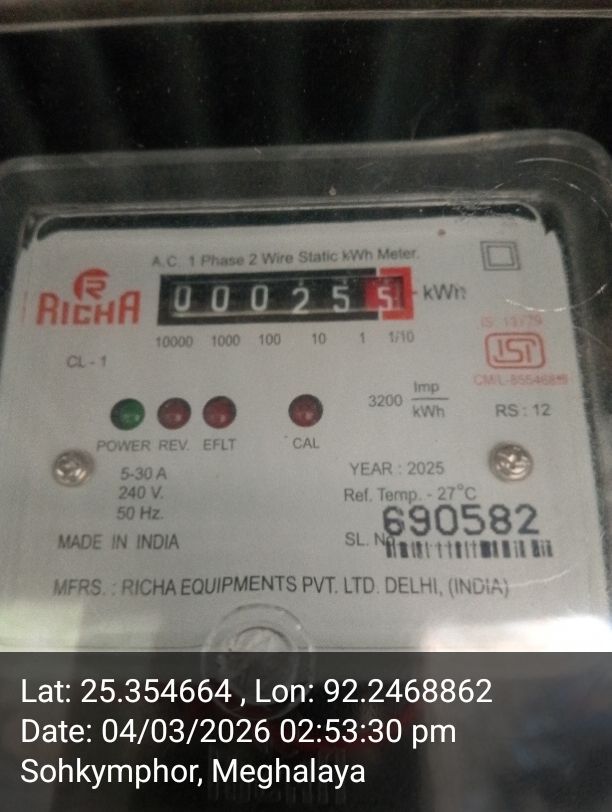 A.C. 1 Phase 2 Wire Static kWh Meter.
R
RICHA
0 0 0 2 5 5 kWh
10000 1000 100 10 1 1/10
IS: 13779
ISI
CL - 1
3200 Imp/kWh
RS : 12
POWER REV. EFLT CAL
5-30 A
240 V.
50 Hz.
YEAR : 2025
Ref. Temp. - 27°C
690582
MADE IN INDIA
SL. No
MFRS. : RICHA EQUIPMENTS PVT. LTD. DELHI, (INDIA)
Lat: 25.354664 , Lon: 92.2468862
Date: 04/03/2026 02:53:30 pm
Sohkymphor, Meghalaya